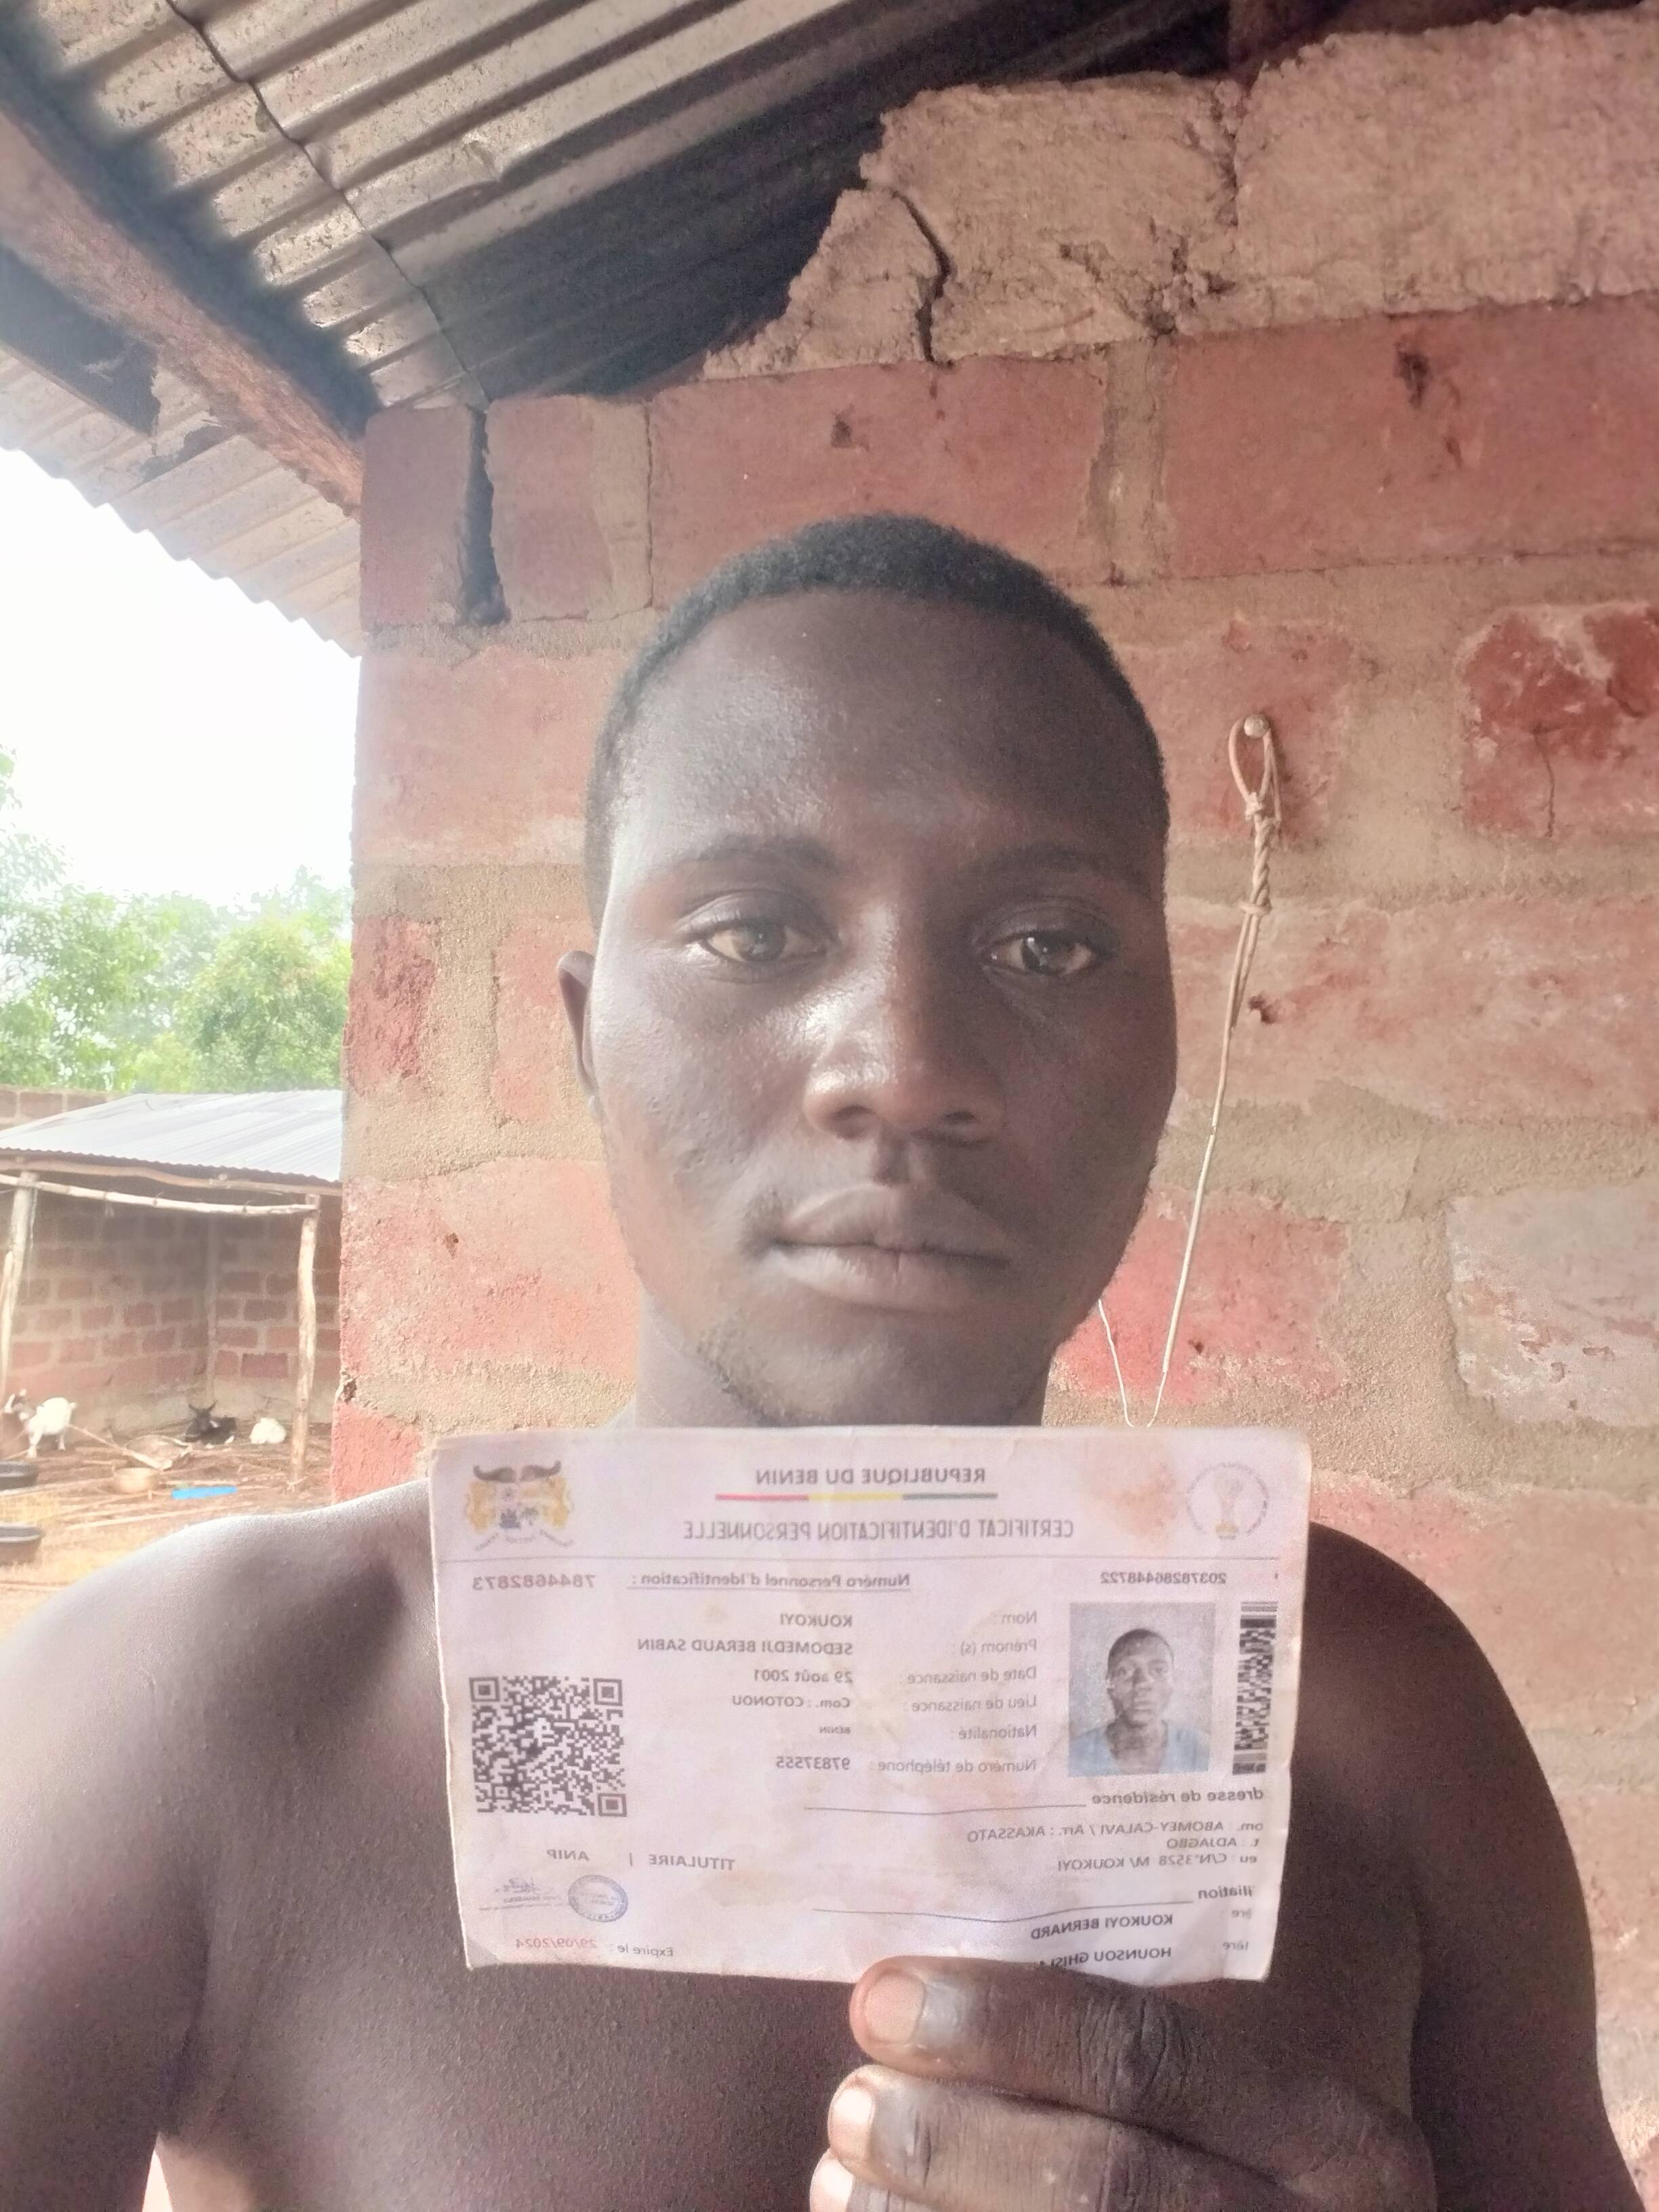 REPUBLIQUE DU BENIN
CERTIFICAT D'IDENTIFICATION PERSONNELLE
20378286448722
Numéro Personnel d'Identification : 7844682873
Nom : KOUKOYI
Prénom (s) : SEDOMEDJI BERAUD SABIN
Date de naissance : 29 août 2001
Lieu de naissance : Com. : COTONOU
Nationalité : BENIN
Numéro de téléphone : 97837555
dresse de résidence
om. ABOMEY-CALAVI / Arr. : AKASSATO
t. : ADJAGBO
eu : C/N°3528 M/ KOUKOYI
TITULAIRE | ANIP
iliation
ère KOUKOYI BERNARD
lère HOUNSOU
Expire le : 29/09/2024